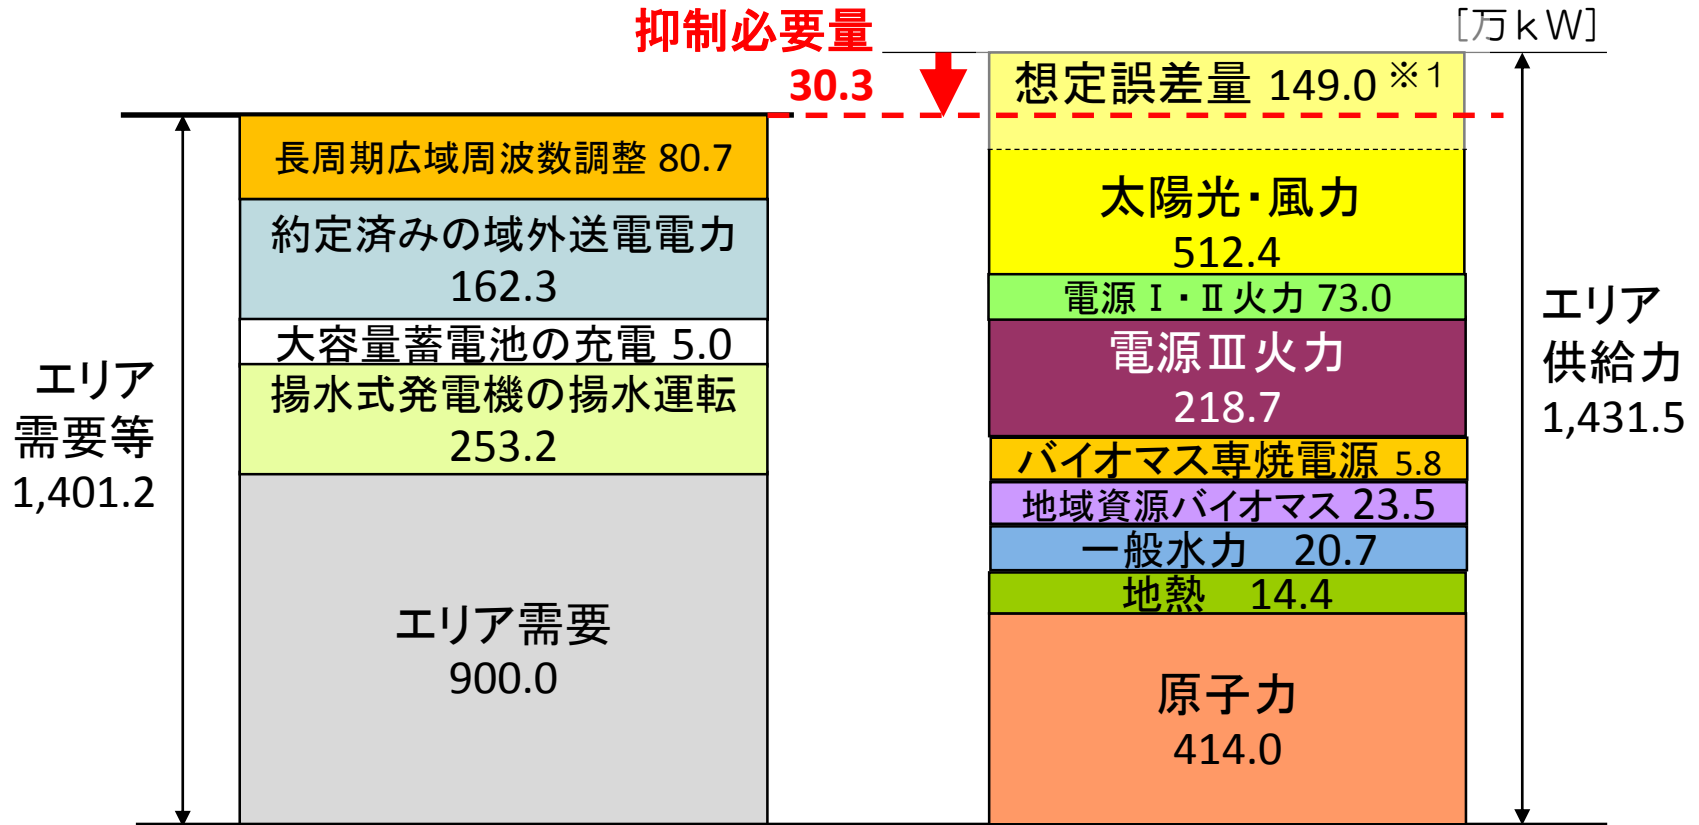 抑制必要量
30.3
[万kW]
長周期広域周波数調整 80.7
約定済みの域外送電電力
162.3
大容量蓄電池の充電 5.0
揚水式発電機の揚水運転
253.2
エリア需要
900.0
エリア
需要等
1,401.2
想定誤差量 149.0 ※1
太陽光・風力
512.4
電源Ⅰ・Ⅱ火力 73.0
電源Ⅲ火力
218.7
バイオマス専焼電源 5.8
地域資源バイオマス 23.5
一般水力　20.7
地熱　14.4
原子力
414.0
エリア
供給力
1,431.5